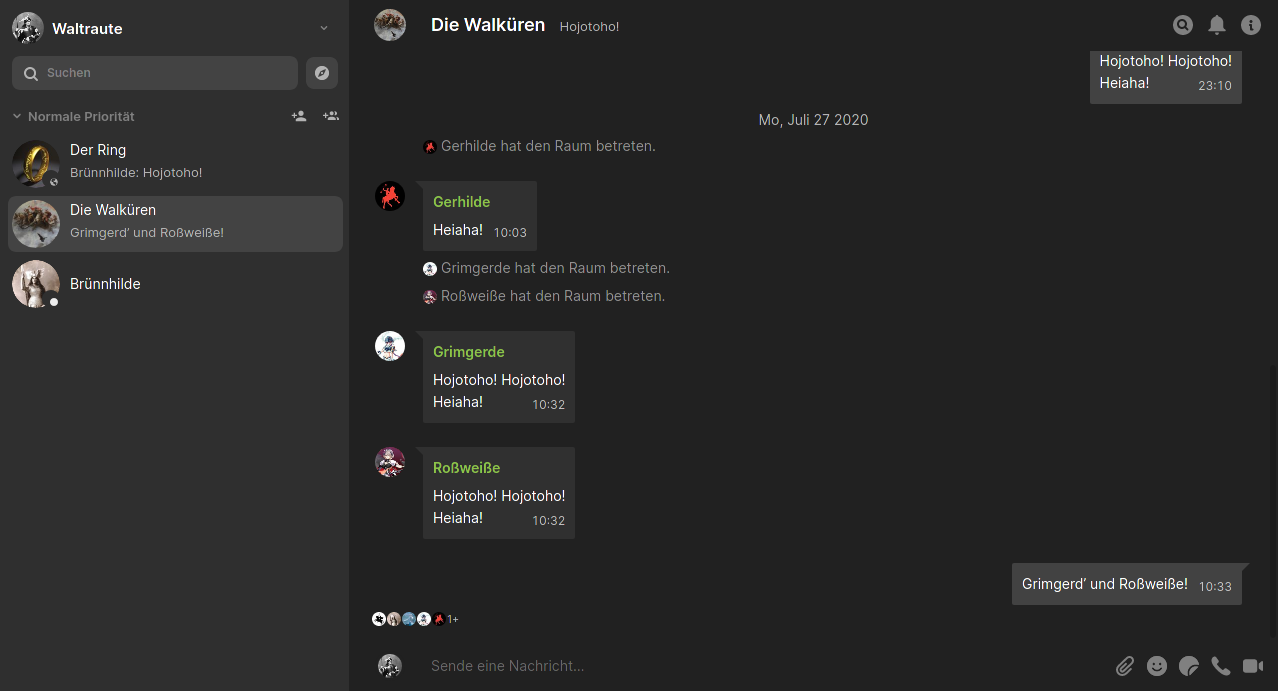 Waltraute
Suchen
Normale Priorität
Der Ring
Brünnhilde: Hojotoho!
Die Walküren
Grimgerd’ und Roßweiße!
Brünnhilde
Die Walküren Hojotoho!
Hojotoho! Hojotoho!
Heiaha! 23:10
Mo, Juli 27 2020
Gerhilde hat den Raum betreten.
Gerhilde
Heiaha! 10:03
Grimgerde hat den Raum betreten.
Roßweiße hat den Raum betreten.
Grimgerde
Hojotoho! Hojotoho!
Heiaha! 10:32
Roßweiße
Hojotoho! Hojotoho!
Heiaha! 10:32
Grimgerd’ und Roßweiße! 10:33
1+
Sende eine Nachricht...